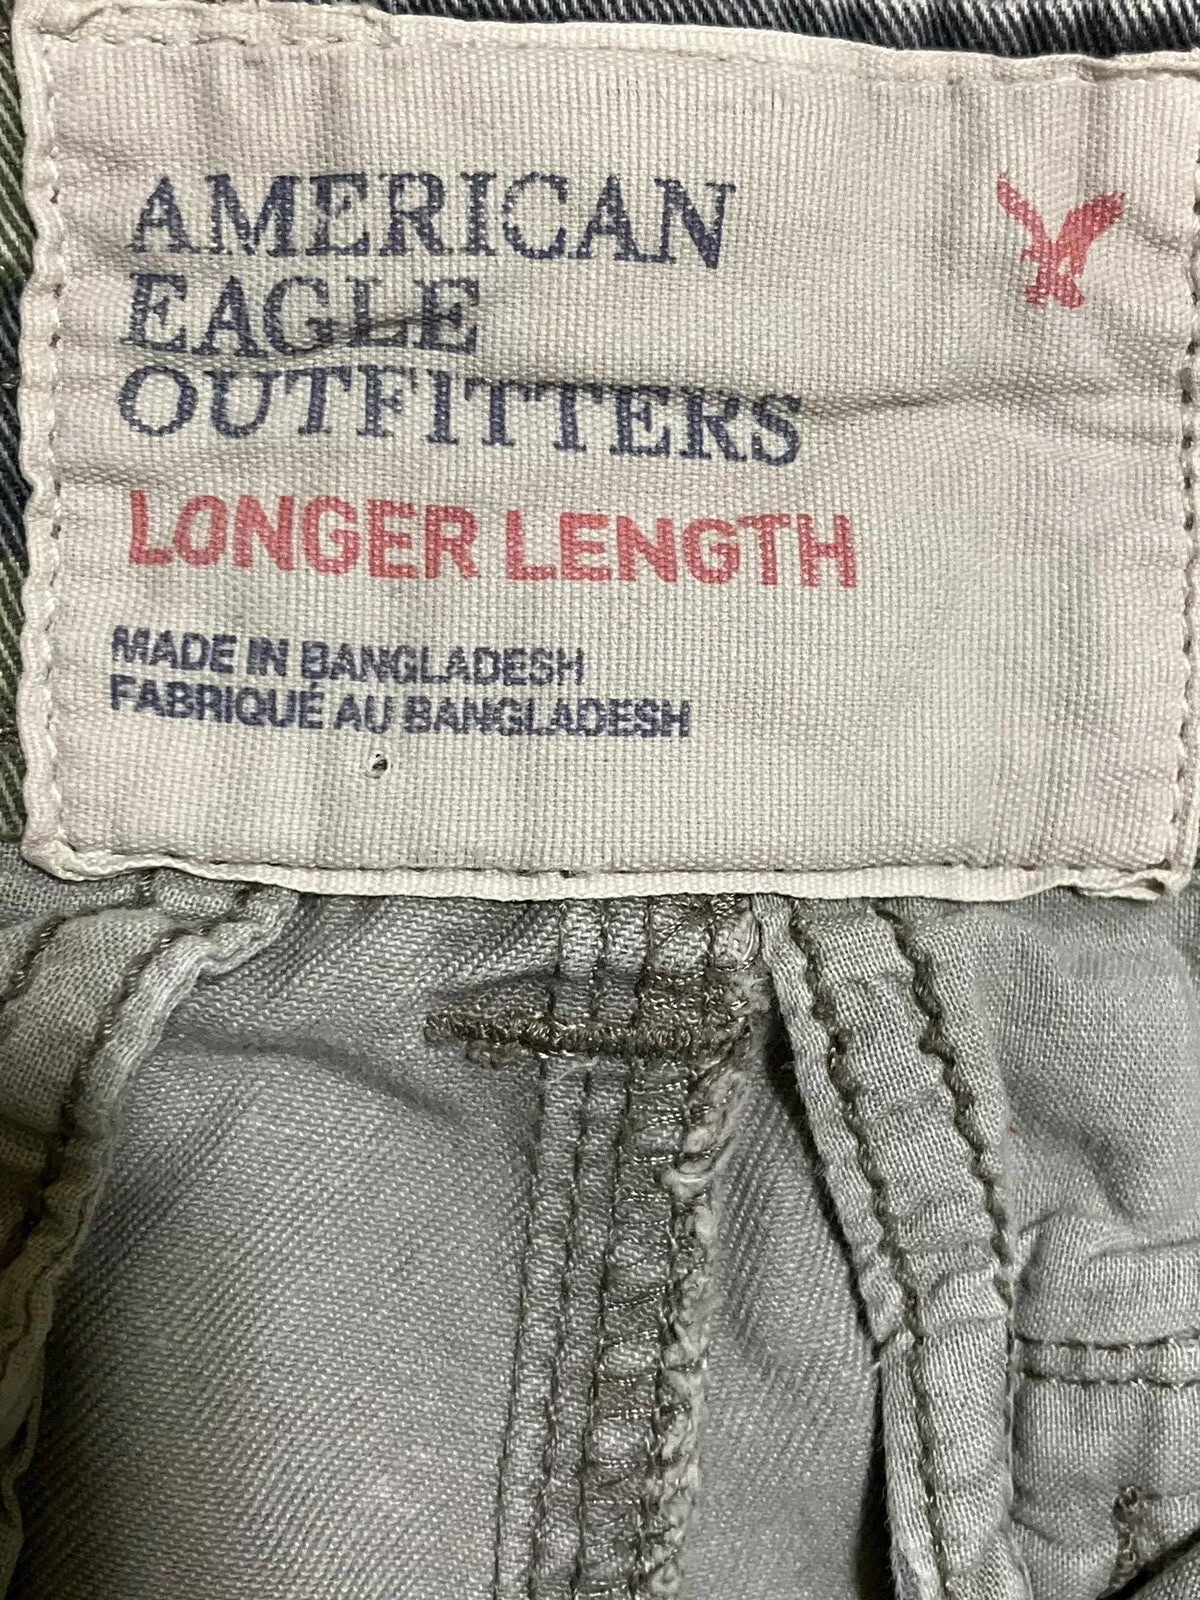 AMERICAN
EAGLE
OUTFITTERS
LONGER LENGTH
MADE IN BANGLADESH
FABRIQUÉ AU BANGLADESH